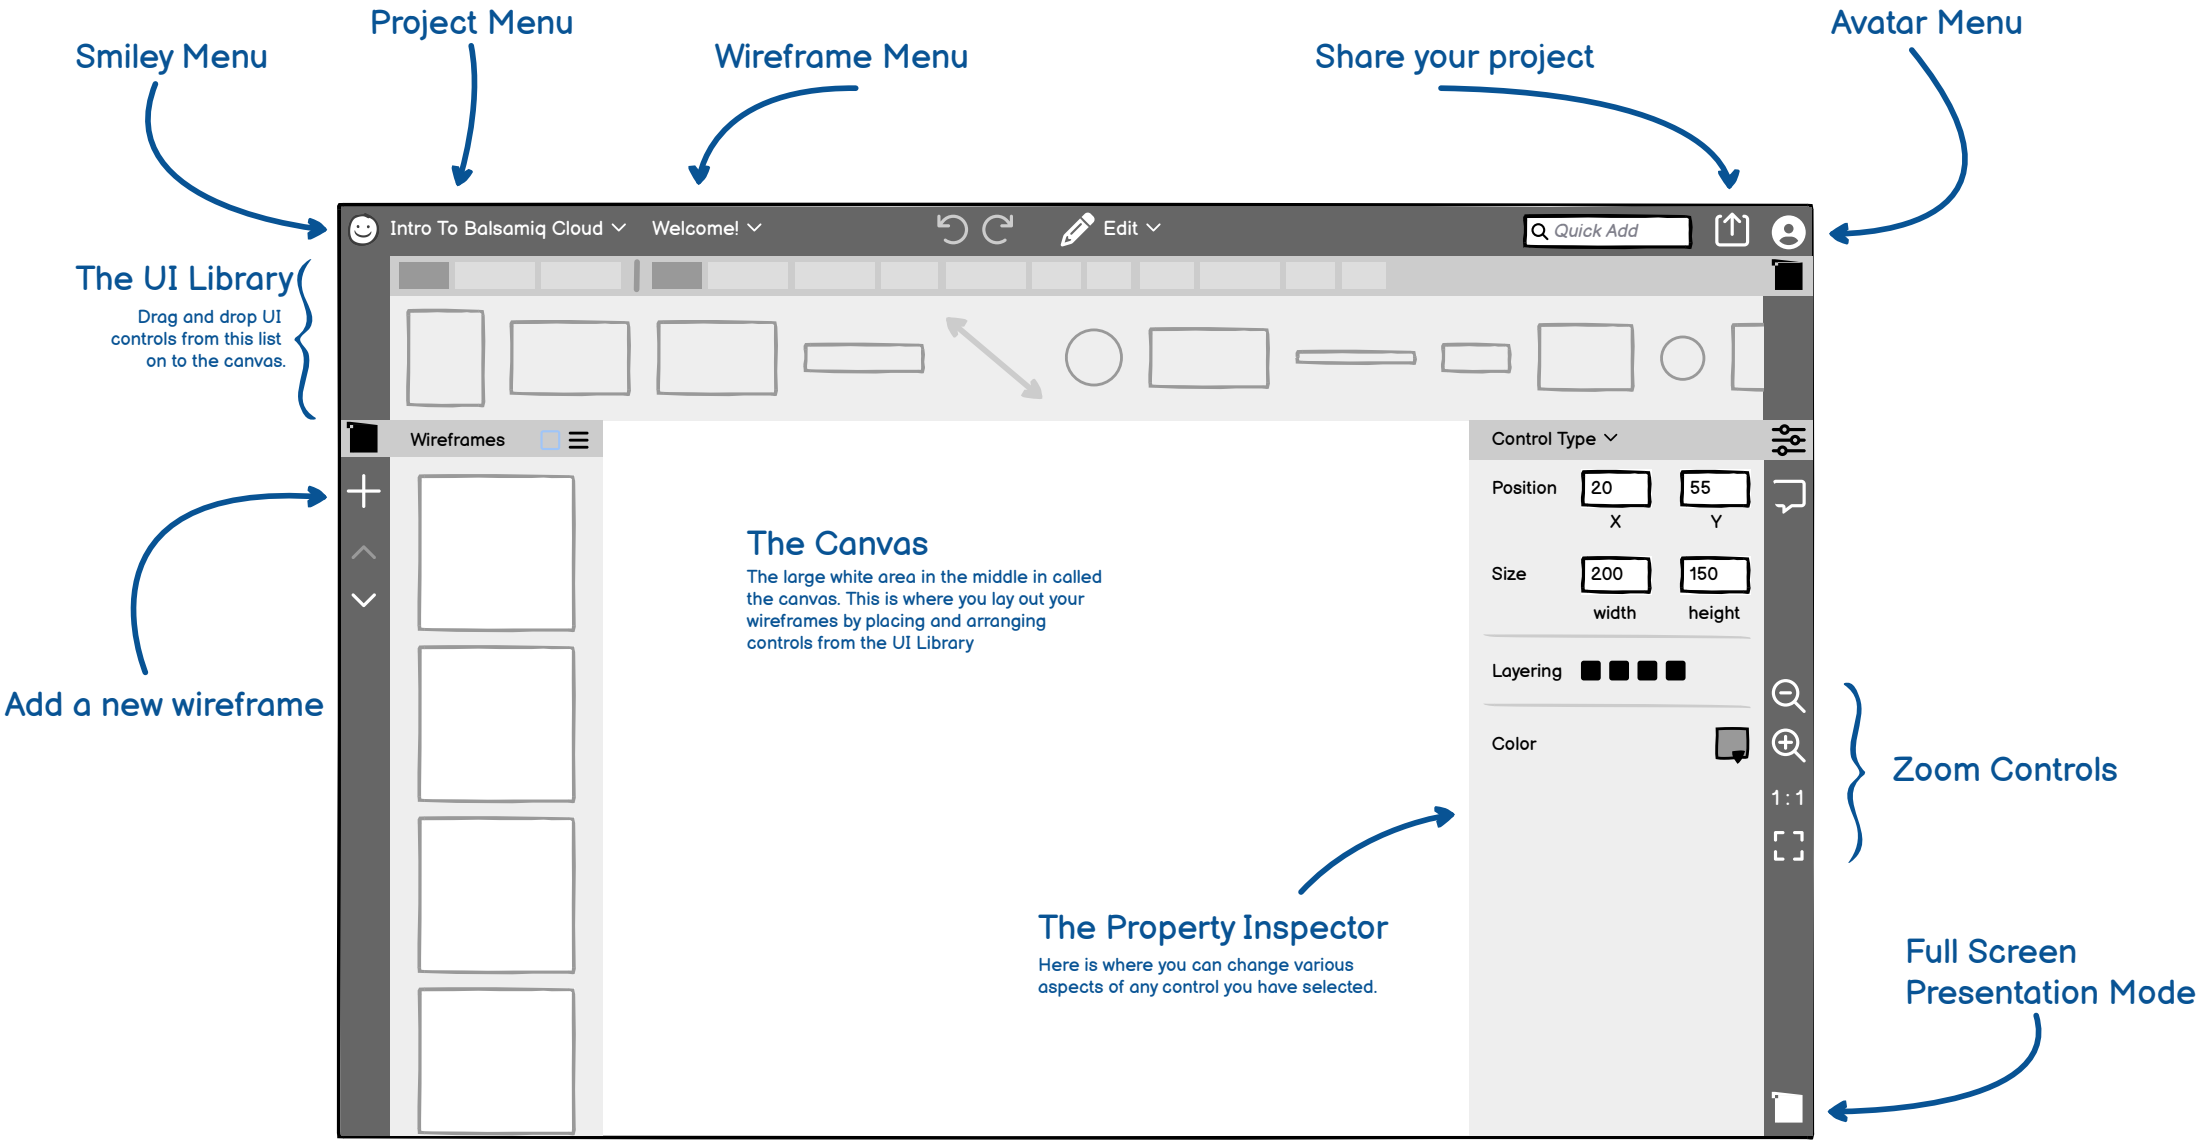 Project Menu
Avatar Menu
Smiley Menu
Wireframe Menu
Share your project
Intro To Balsamiq Cloud
Welcome!
Edit
Quick Add
The UI Library
Drag and drop UI
controls from this list
on to the canvas.
Wireframes
Control Type
Position
20
55
X
Y
Size
200
150
width
height
Layering
Color
The Canvas
The large white area in the middle in called
the canvas. This is where you lay out your
wireframes by placing and arranging
controls from the UI Library
Add a new wireframe
1 : 1
Zoom Controls
The Property Inspector
Here is where you can change various
aspects of any control you have selected.
Full Screen
Presentation Mode